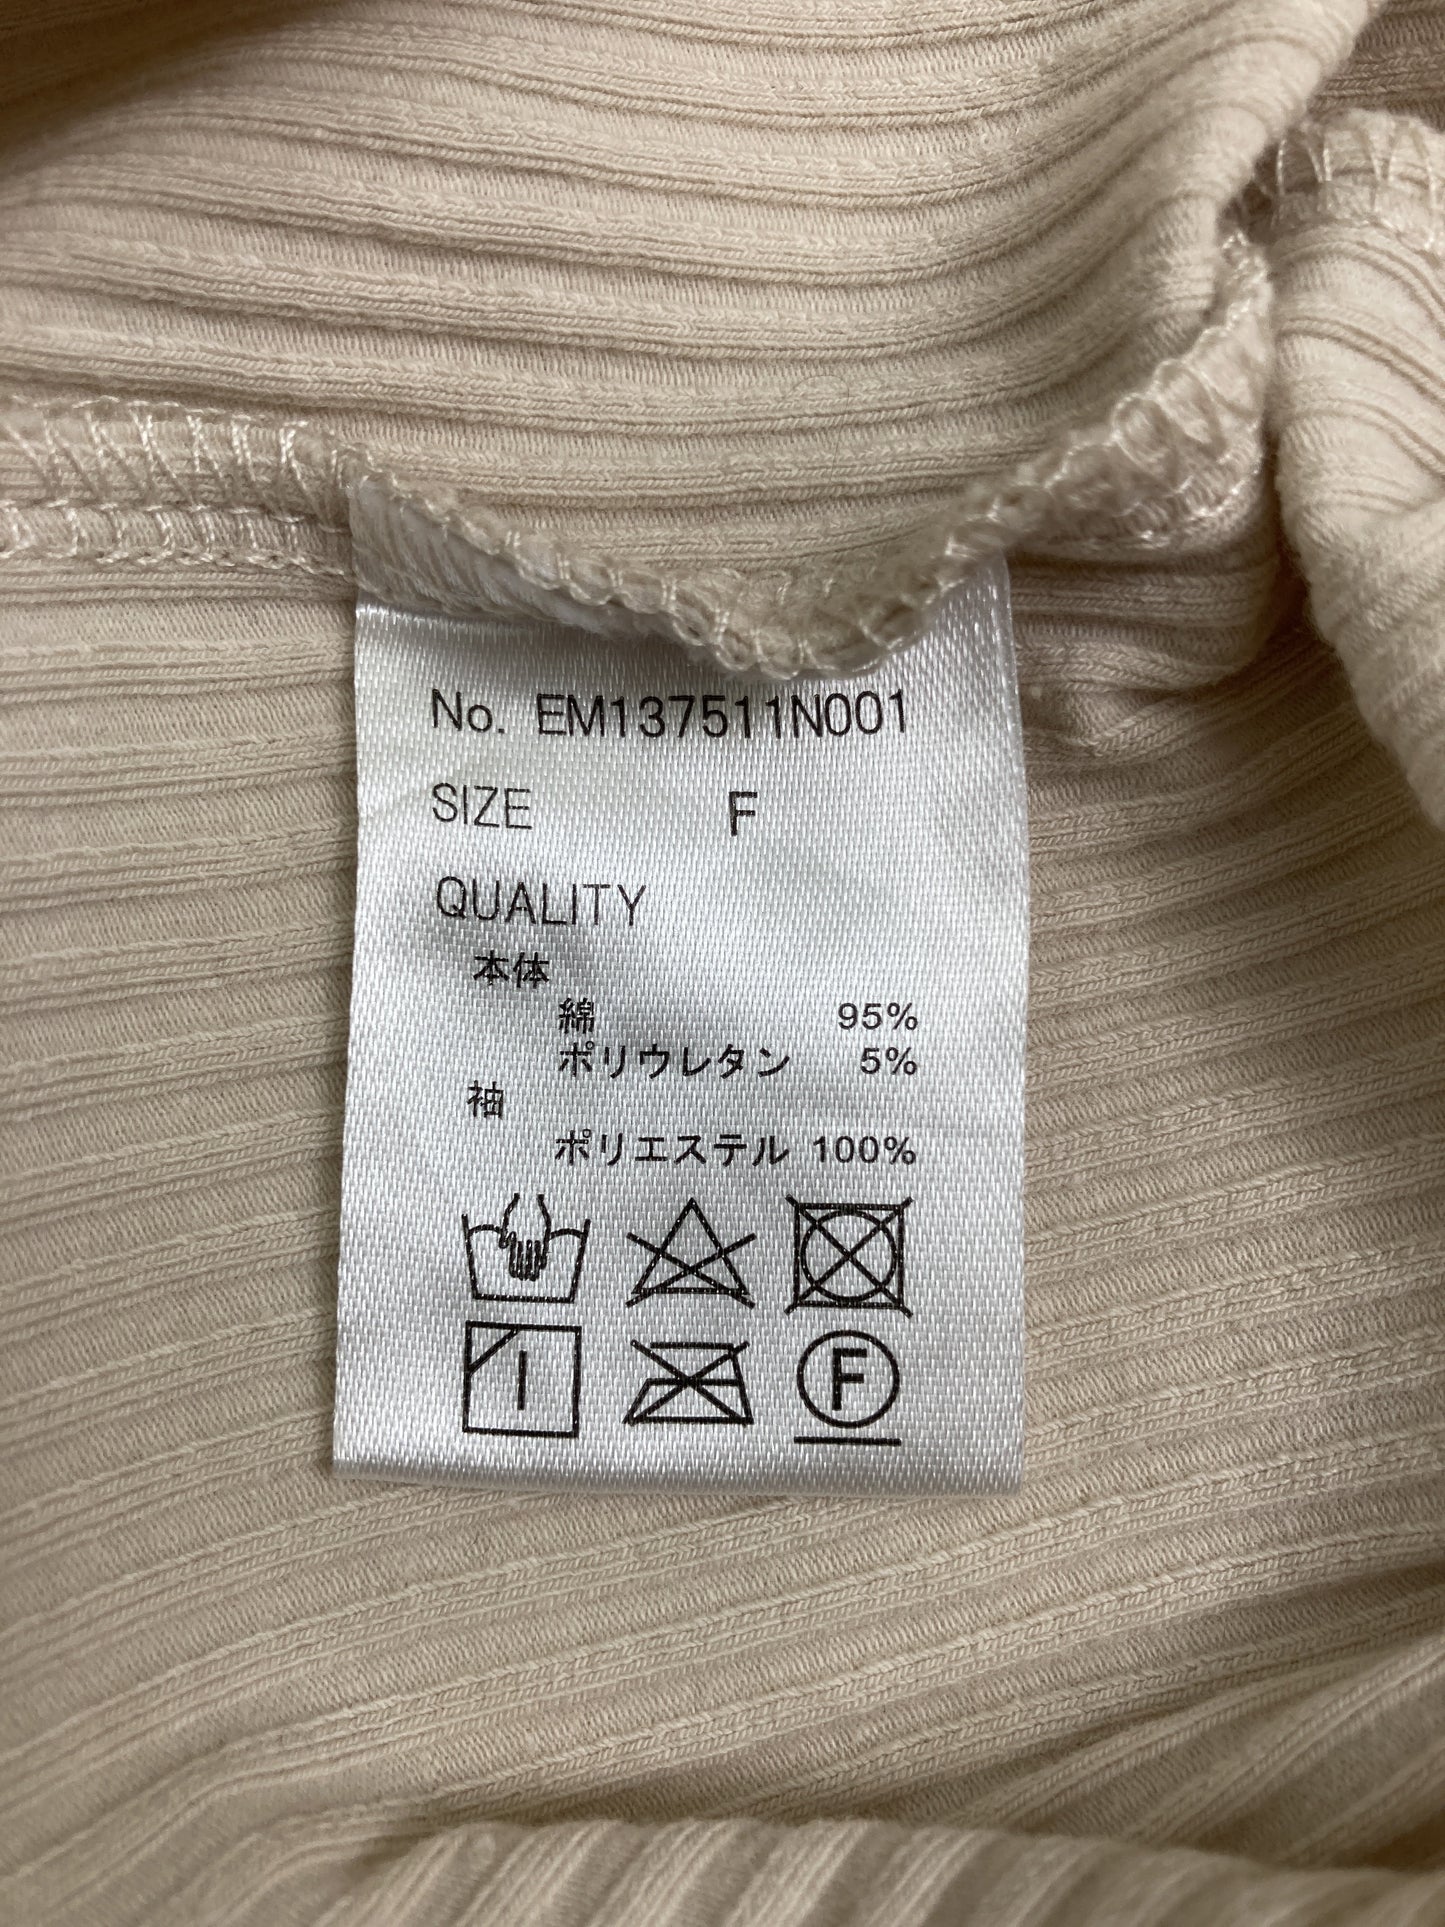 No. EM137511N001
SIZE F
QUALITY
本体
綿 95%
ポリウレタン 5%
袖
ポリエステル 100%
F